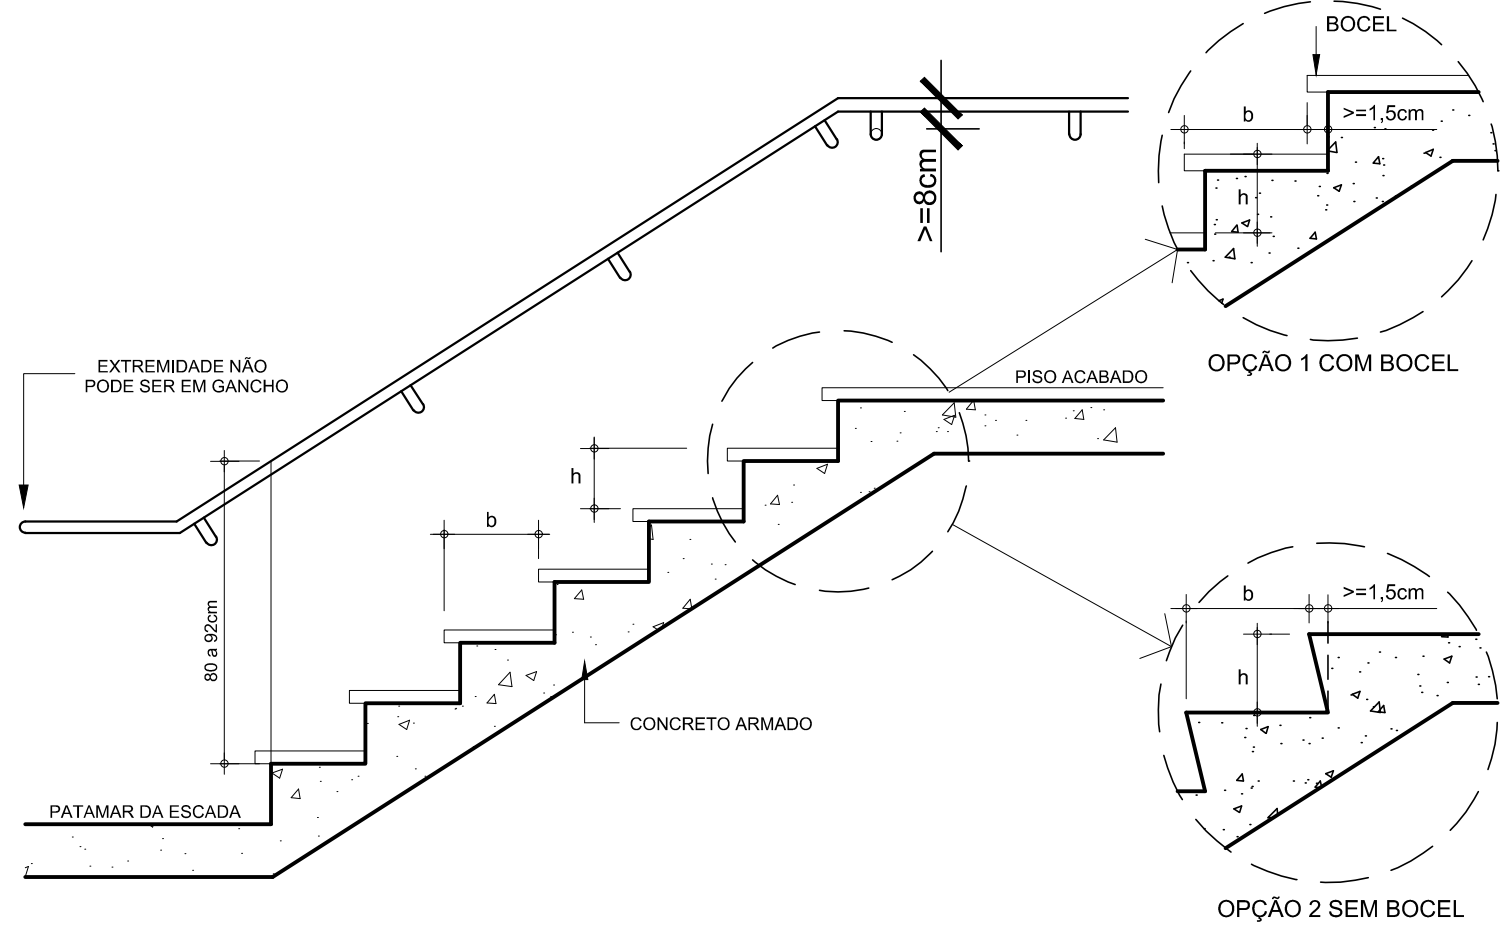 BOCEL
b
>=1,5cm
h
>=8cm
OPÇÃO 1 COM BOCEL
EXTREMIDADE NÃO
PODE SER EM GANCHO
PISO ACABADO
h
b
80 a 92cm
CONCRETO ARMADO
PATAMAR DA ESCADA
b
>=1,5cm
h
OPÇÃO 2 SEM BOCEL